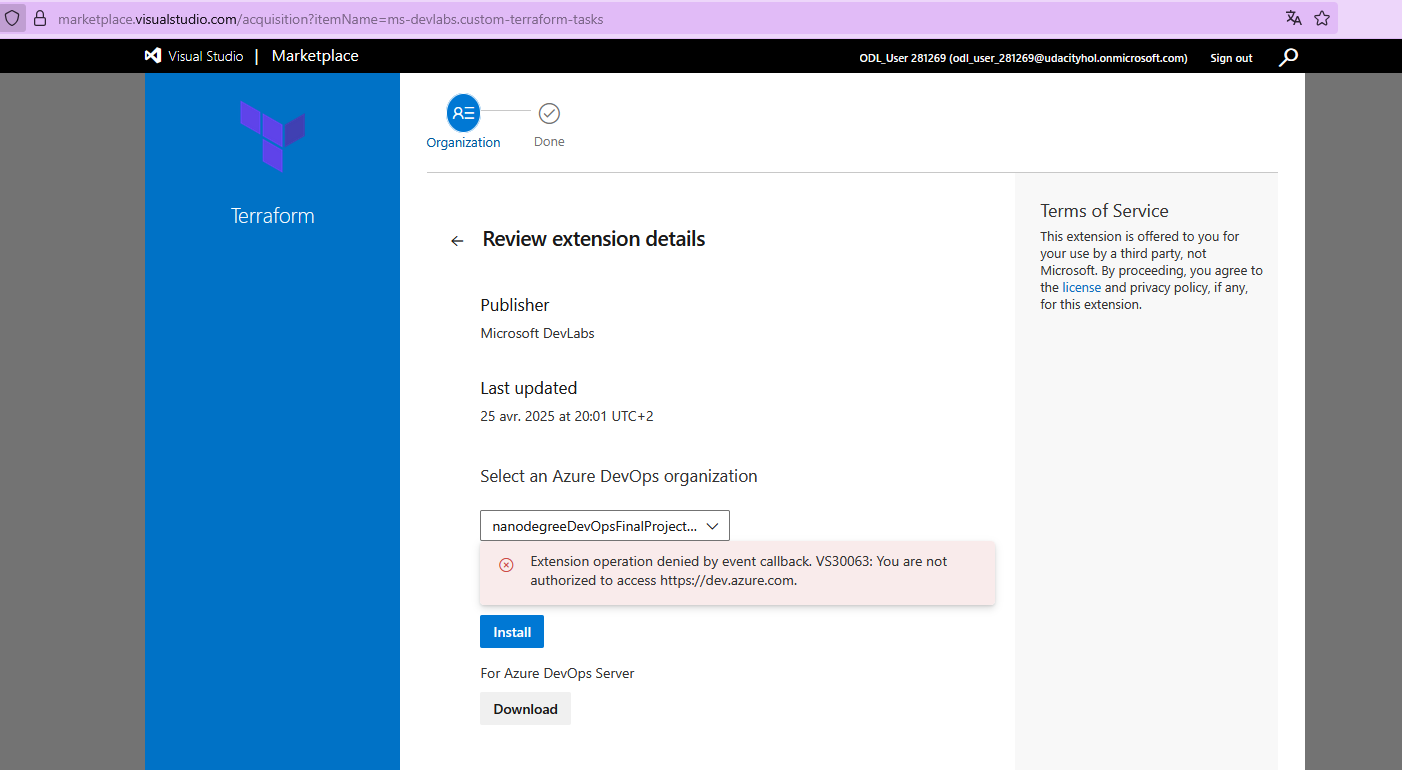 marketplace.visualstudio.com/acquisition?itemName=ms-devlabs.custom-terraform-tasks
Visual Studio | Marketplace
ODL_User 281269 (odl_user_281269@udacityhol.onmicrosoft.com)
Sign out
Terraform
Organization
Done
Review extension details
Publisher
Microsoft DevLabs
Last updated
25 avr. 2025 at 20:01 UTC+2
Select an Azure DevOps organization
nanodegreeDevOpsFinalProject...
Extension operation denied by event callback. VS30063: You are not
authorized to access https://dev.azure.com.
Install
For Azure DevOps Server
Download
Terms of Service
This extension is offered to you for
your use by a third party, not
Microsoft. By proceeding, you agree to
the license and privacy policy, if any,
for this extension.